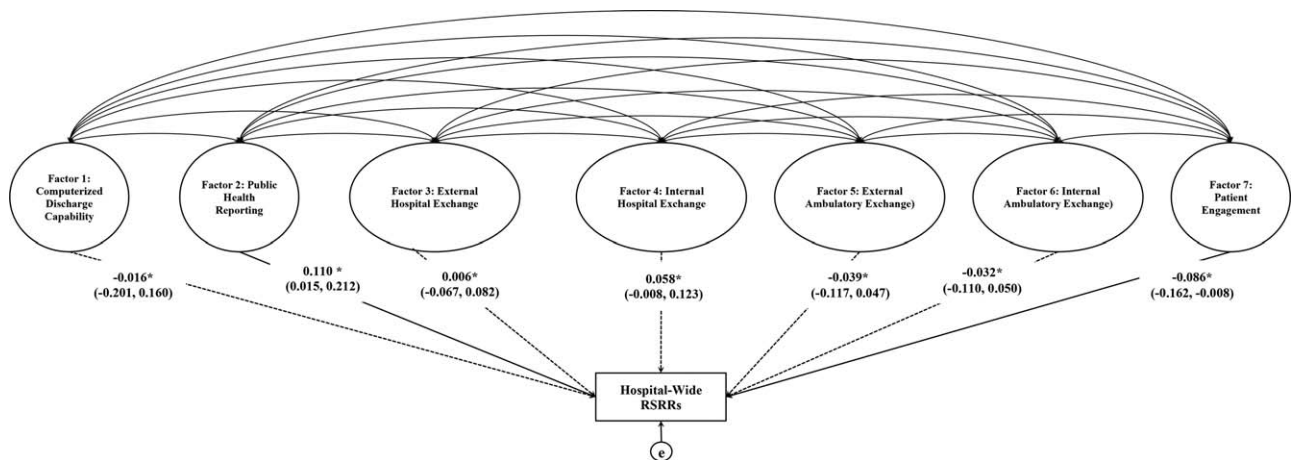 Factor 1:
Computerized
Discharge
Capability
Factor 2: Public
Health
Reporting
Factor 3: External
Hospital Exchange
Factor 4: Internal
Hospital Exchange
Factor 5: External
Ambulatory Exchange)
Factor 6: Internal
Ambulatory Exchange)
Factor 7:
Patient
Engagement
-0.016*
(-0.201, 0.160)
0.110 *
(0.015, 0.212)
0.006*
(-0.067, 0.082)
0.058*
(-0.008, 0.123)
-0.039*
(-0.117, 0.047)
-0.032*
(-0.110, 0.050)
-0.086*
(-0.162, -0.008)
Hospital-Wide
RSRRs
e